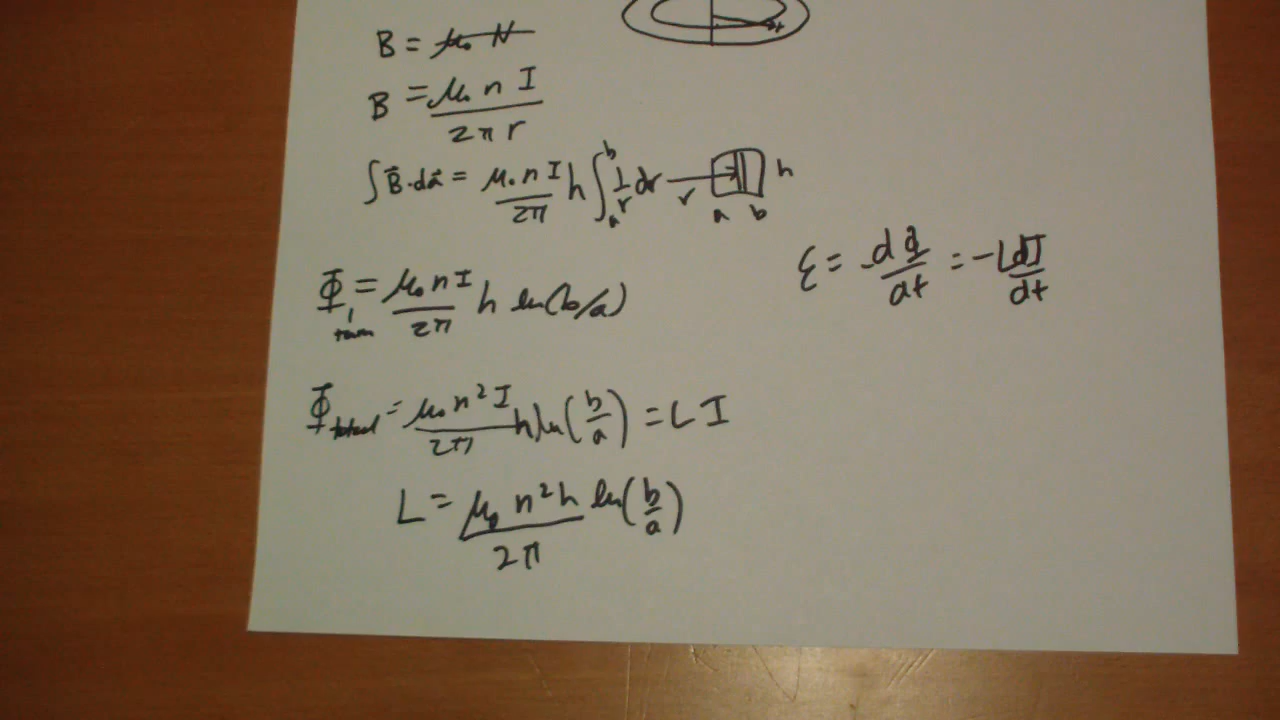 B = μ₀ N
B = μ₀ n I / 2π r
∫ B⃗ · da⃗ = μ₀ n I / 2π h ∫ₐᵇ 1/r dr r a b h
ε = - dΦ/dt = -L dI/dt
Φ 1 turn = μ₀ n I / 2π h ln(b/a)
Φ total = μ₀ n² I / 2π h ln(b/a) = L I
L = μ₀ n² h / 2π ln(b/a)